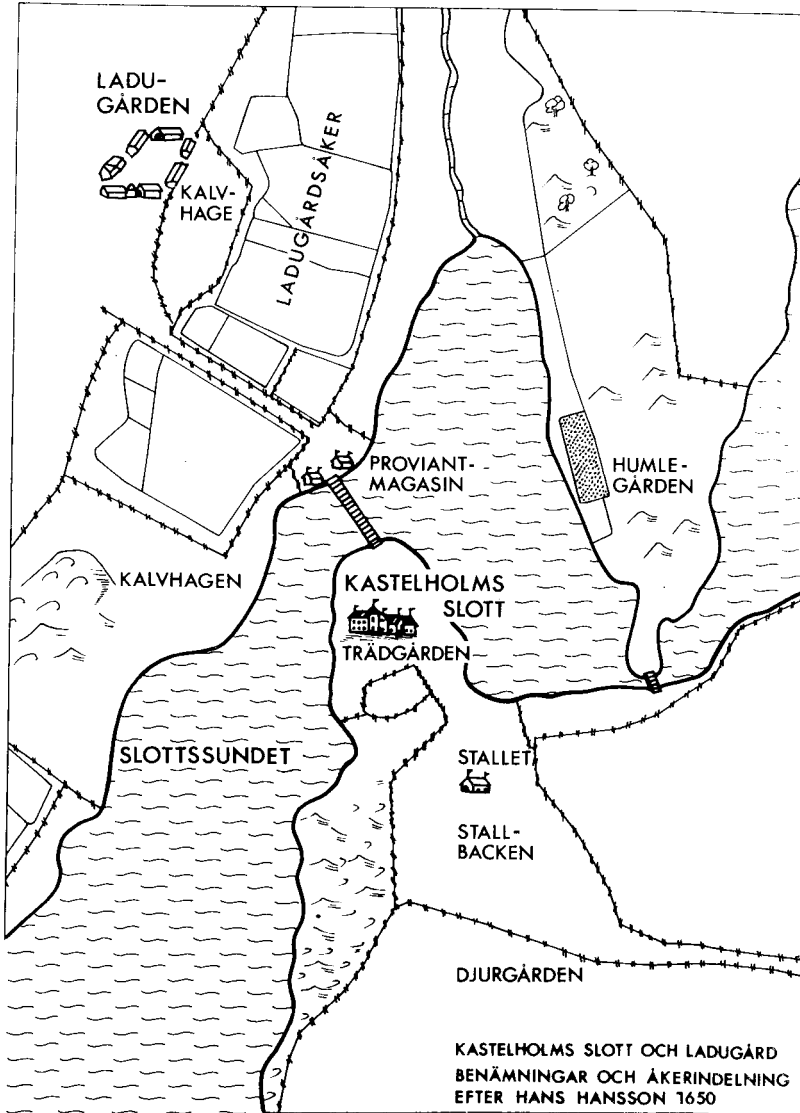 LADU-
GÅRDEN
KALV-
HAGE
LADUGÅRDSÅKER
PROVIANT-
MAGASIN
HUMLE-
GÅRDEN
KALVHAGEN
KASTELHOLMS
SLOTT
TRÄDGÅRDEN
SLOTTSSUNDET
STALLET
STALL-
BACKEN
DJURGÅRDEN
KASTELHOLMS SLOTT OCH LADUGÅRD
BENÄMNINGAR OCH ÅKERINDELNING
EFTER HANS HANSSON 1650